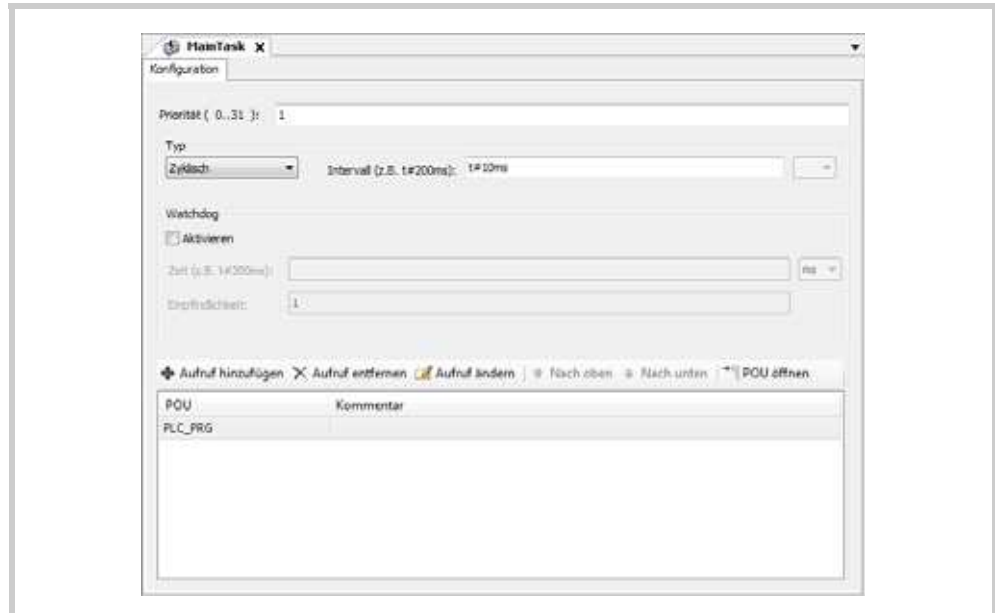 MainTask X
Konfiguration
Priorität ( 0..31 ): 1
Typ
Zyklisch
Intervall (z.B. t#200ms): t#10ms
Watchdog
Aktivieren
Zeit (z.B. t#200ms): ms
Empfindlichkeit: 1
Aufruf hinzufügen Aufruf entfernen Aufruf ändern Nach oben Nach unten POU öffnen
POU Kommentar
PLC_PRG